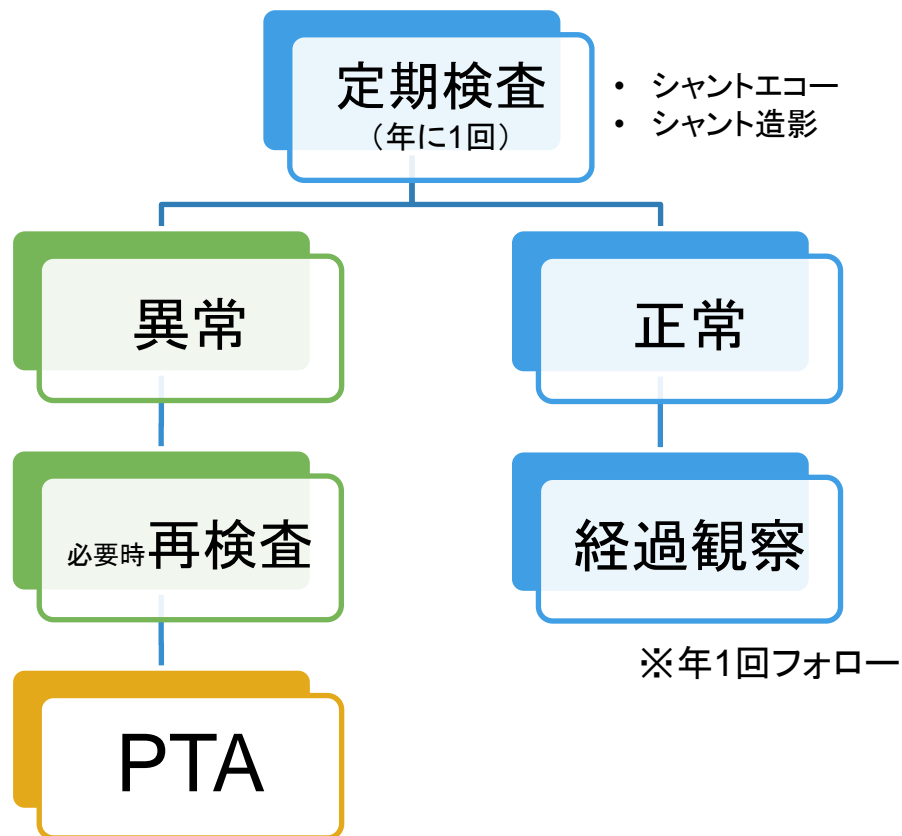 定期検査
（年に1回）
• シャントエコー
• シャント造影
異常
正常
必要時再検査
経過観察
※年1回フォロー
PTA